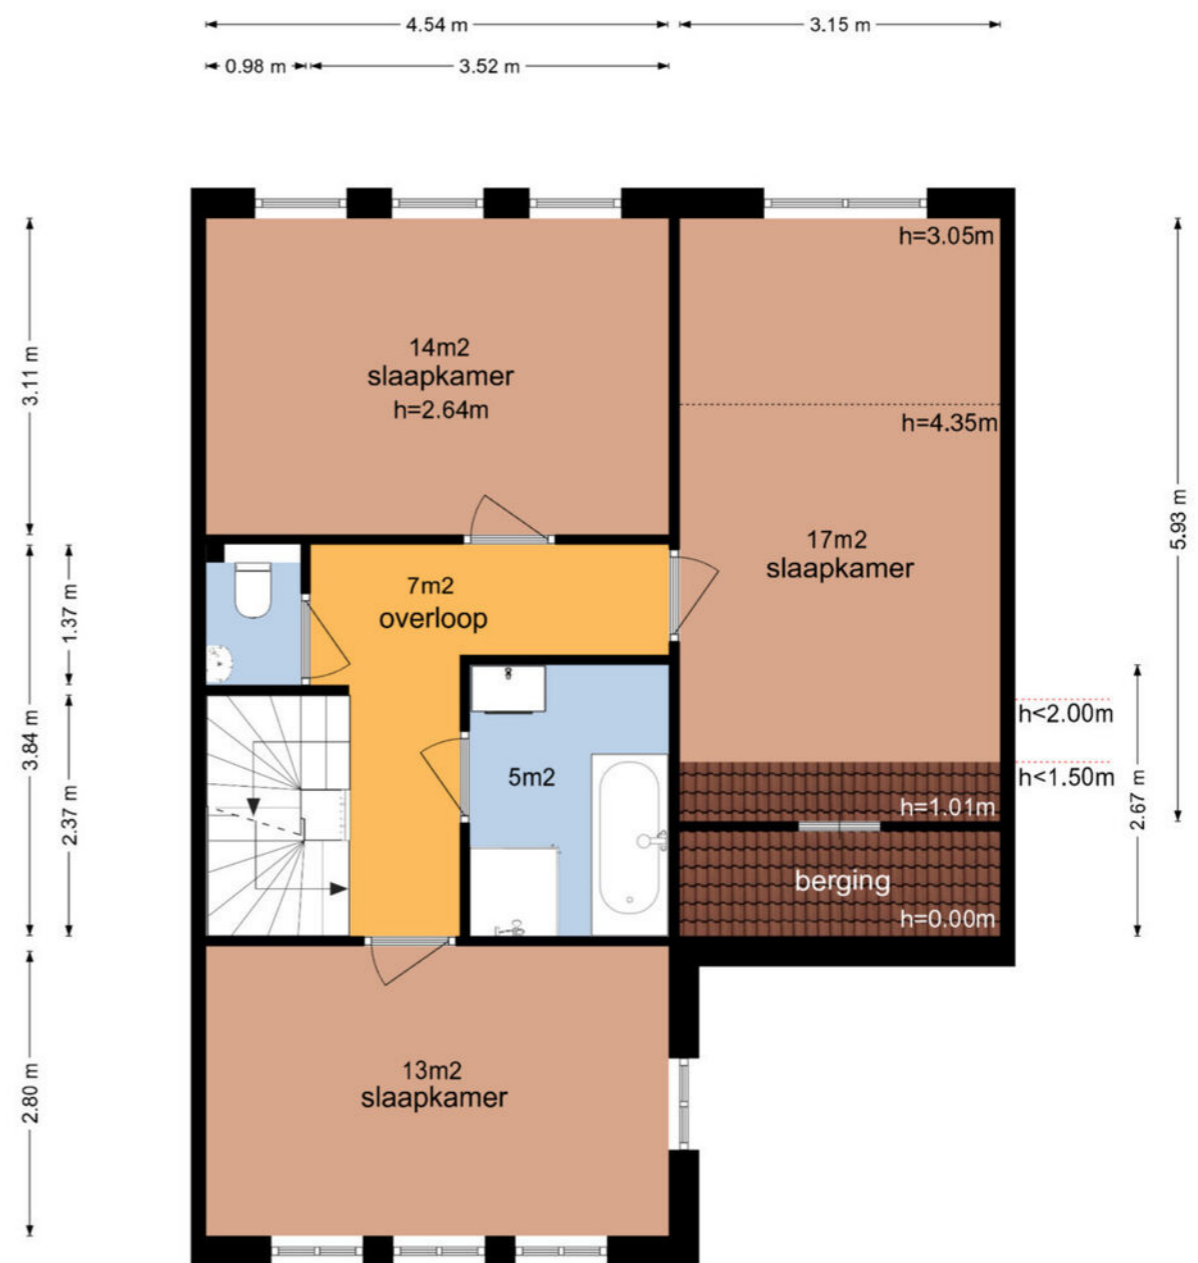 4.54 m
3.15 m
0.98 m
3.52 m
h=3.05m
14m2
slaapkamer
h=2.64m
3.11 m
h=4.35m
5.93 m
17m2
slaapkamer
7m2
overloop
1.37 m
3.84 m
h<2.00m
5m2
h<1.50m
2.37 m
h=1.01m
2.67 m
berging
h=0.00m
13m2
slaapkamer
2.80 m